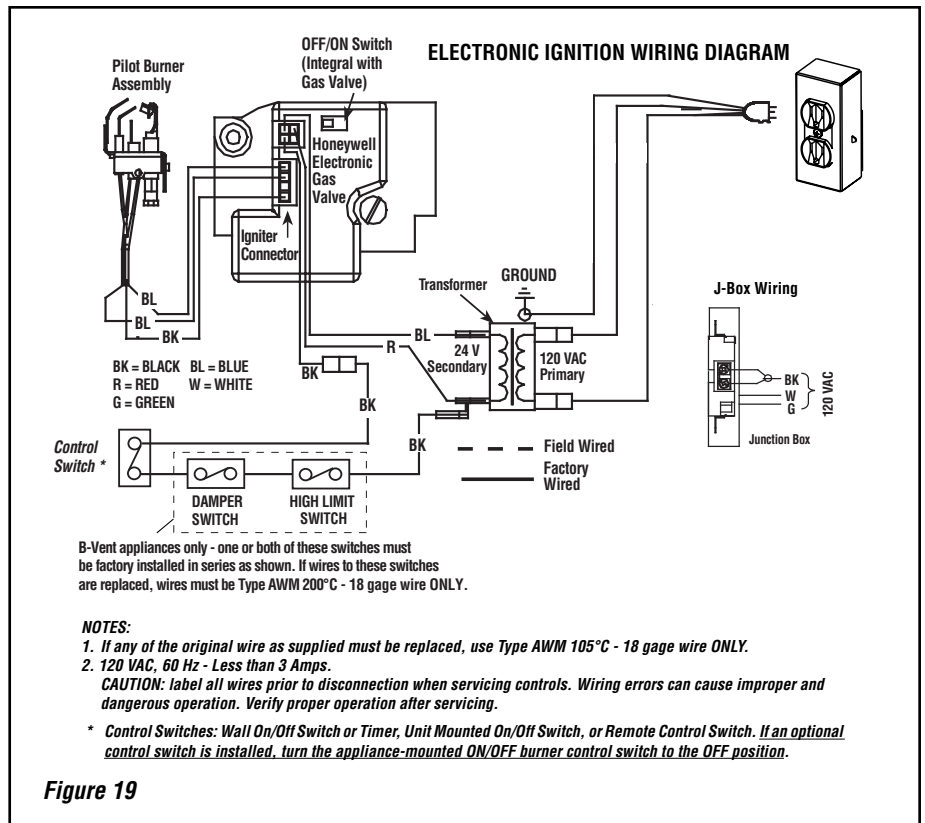 ELECTRONIC IGNITION WIRING DIAGRAM
OFF/ON Switch
(Integral with
Gas Valve)
Pilot Burner
Assembly
Honeywell
Electronic
Gas
Valve
Igniter
Connector
Transformer
GROUND
J-Box Wiring
BL
BL
BK
BL
R
24 V
Secondary
120 VAC
Primary
BK
W
G
120 VAC
Junction Box
BK = BLACK BL = BLUE
R = RED W = WHITE
G = GREEN
BK
BK
BK
Field Wired
Factory
Wired
Control
Switch *
DAMPER
SWITCH
HIGH LIMIT
SWITCH
B-Vent appliances only - one or both of these switches must
be factory installed in series as shown. If wires to these switches
are replaced, wires must be Type AWM 200°C - 18 gage wire ONLY.
NOTES:
1. If any of the original wire as supplied must be replaced, use Type AWM 105°C - 18 gage wire ONLY.
2. 120 VAC, 60 Hz - Less than 3 Amps.
CAUTION: label all wires prior to disconnection when servicing controls. Wiring errors can cause improper and
dangerous operation. Verify proper operation after servicing.
* Control Switches: Wall On/Off Switch or Timer, Unit Mounted On/Off Switch, or Remote Control Switch. If an optional
control switch is installed, turn the appliance-mounted ON/OFF burner control switch to the OFF position.
Figure 19